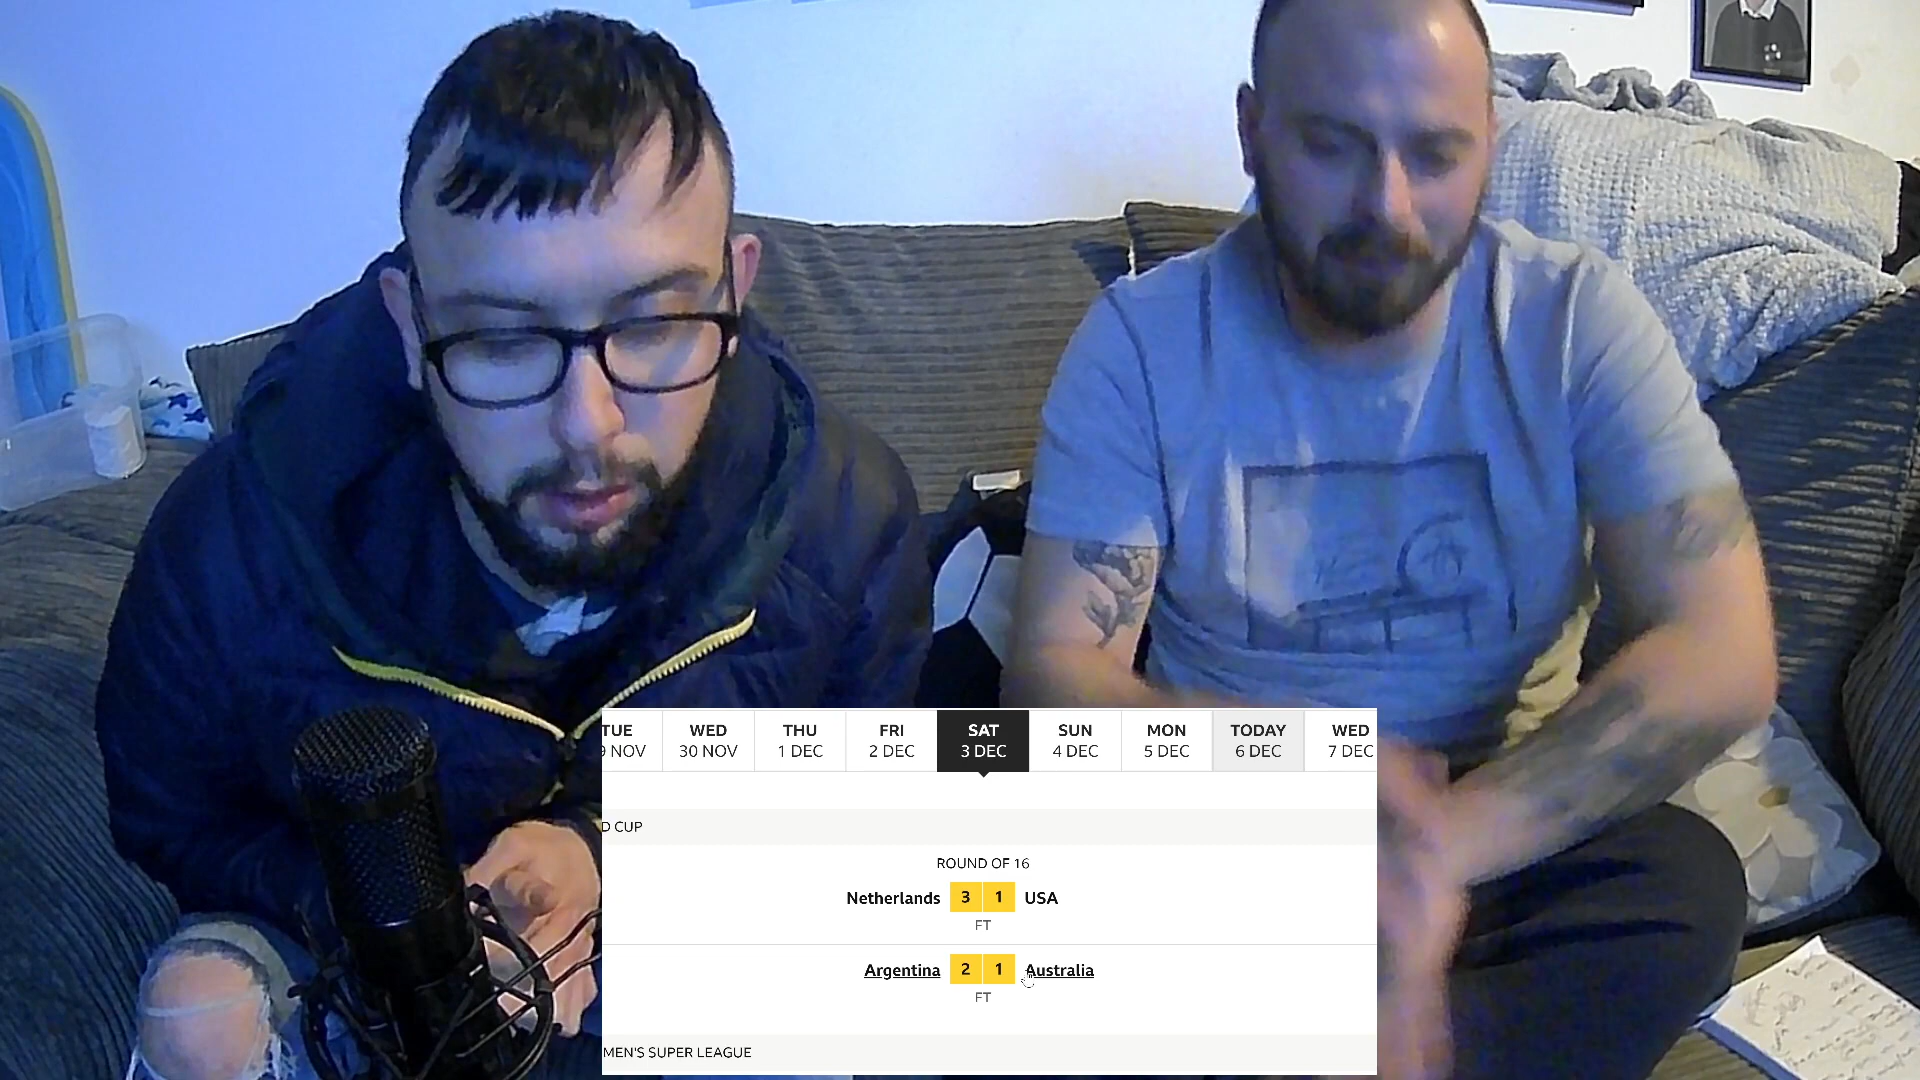 TUE WED THU FRI SAT SUN MON TODAY WED
9 NOV 30 NOV 1 DEC 2 DEC 3 DEC 4 DEC 5 DEC 6 DEC 7 DEC
D CUP
ROUND OF 16
Netherlands 3 1 USA
FT
Argentina 2 1 Australia
FT
MEN'S SUPER LEAGUE